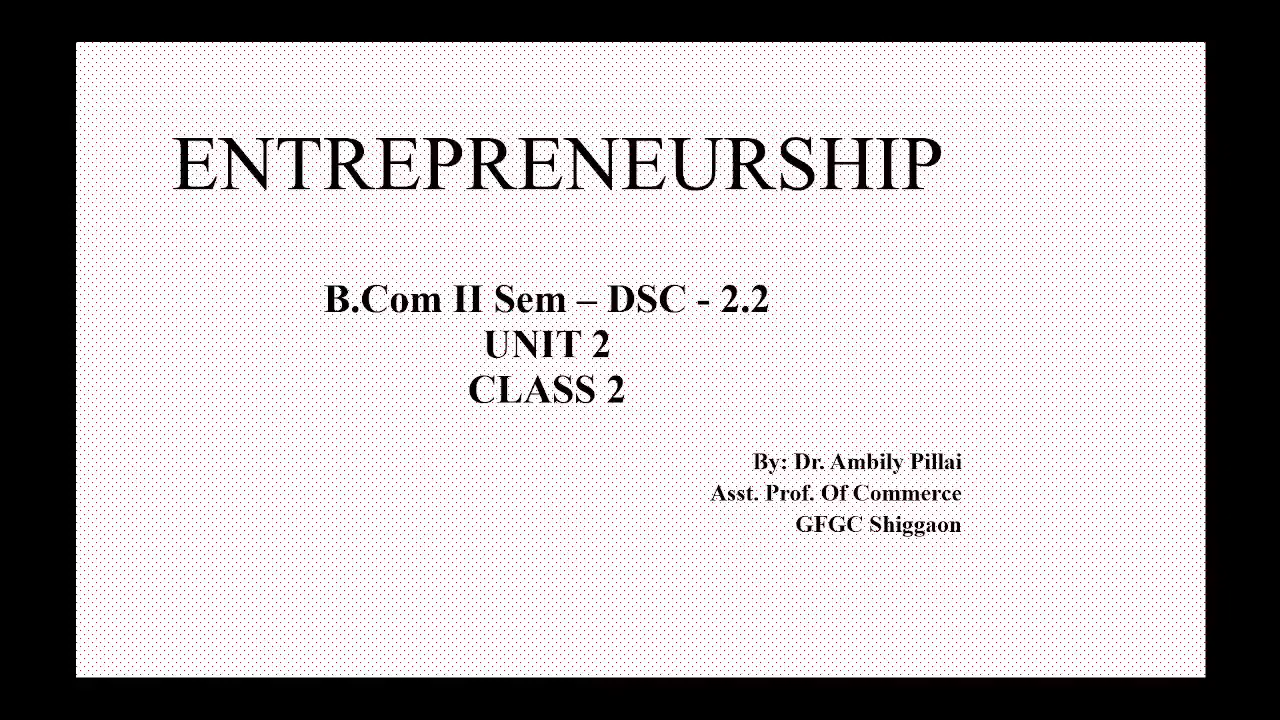 ENTREPRENEURSHIP
B.Com II Sem – DSC - 2.2
UNIT 2
CLASS 2
By: Dr. Ambily Pillai
Asst. Prof. Of Commerce
GFGC Shiggaon